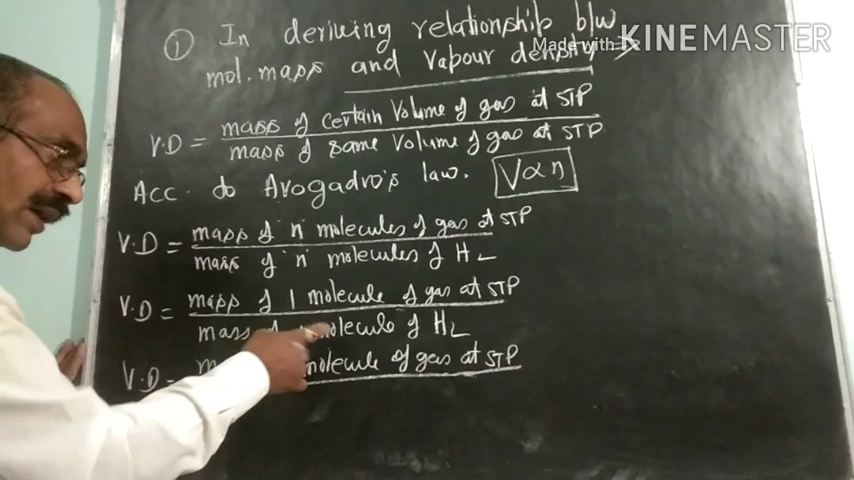 ① In deriving relationship b/w
Made with KINEMASTER
mol. mass and Vapour density →
V.D = mass of certain Volume of gas at STP
mass of same Volume of gas at STP
Acc. to Avogadro's law. V∝n
V.D = mass of 'n' molecules of gas at STP
mass of 'n' molecules of H2
V.D = mass of 1 molecule of gas at STP
mass of molecule of H2
V.D = molecule of gas at STP